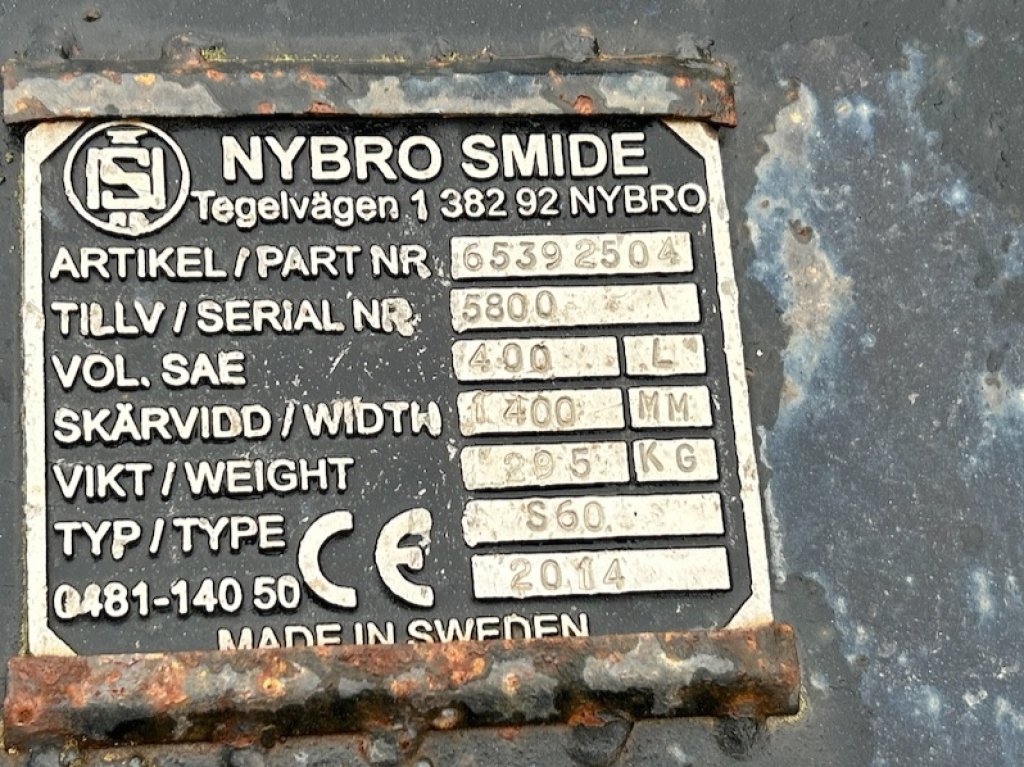 NYBRO SMIDE
Tegelvägen 1 382 92 NYBRO
ARTIKEL / PART NR 65392504
TILLV / SERIAL NR 5800
VOL. SAE 400 L
SKÄRVIDD / WIDTH 1400 MM
VIKT / WEIGHT 295 KG
TYP / TYPE S60
0481-140 50 CE 2014
MADE IN SWEDEN